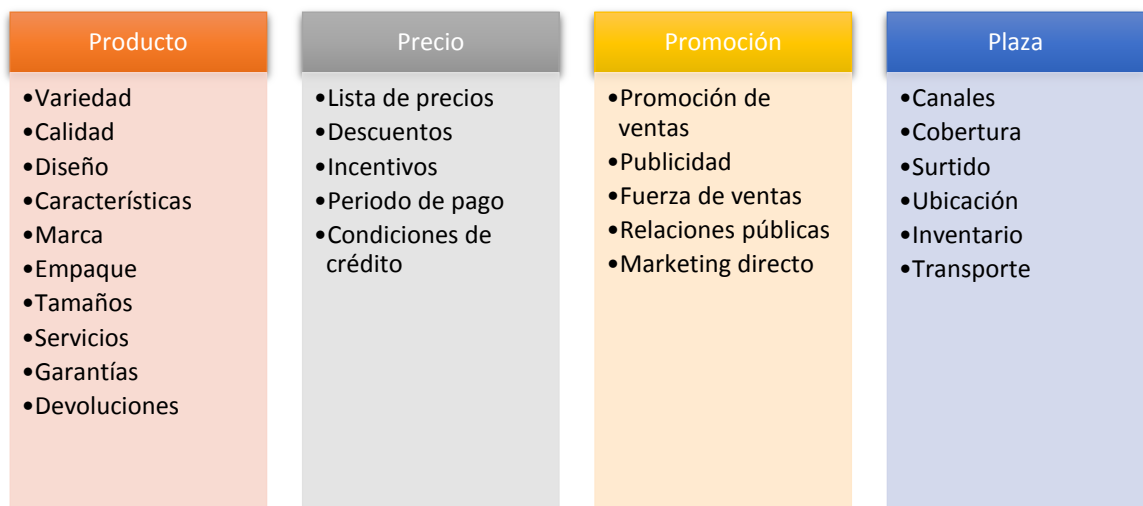 Producto
•Variedad
•Calidad
•Diseño
•Características
•Marca
•Empaque
•Tamaños
•Servicios
•Garantías
•Devoluciones
Precio
•Lista de precios
•Descuentos
•Incentivos
•Periodo de pago
•Condiciones de
crédito
Promoción
•Promoción de
ventas
•Publicidad
•Fuerza de ventas
•Relaciones públicas
•Marketing directo
Plaza
•Canales
•Cobertura
•Surtido
•Ubicación
•Inventario
•Transporte